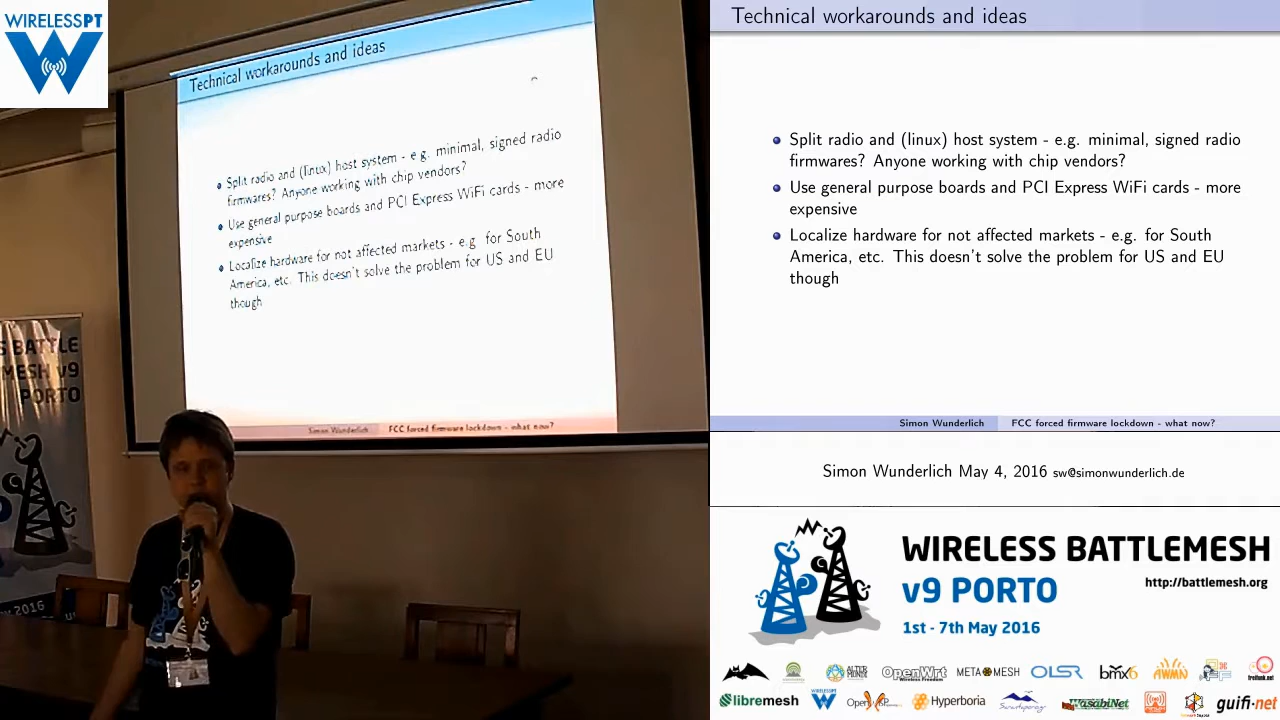 WIRELESSPT
Technical workarounds and ideas
Split radio and (linux) host system - e.g. minimal, signed radio
firmwares? Anyone working with chip vendors?
Use general purpose boards and PCI Express WiFi cards - more
expensive
Localize hardware for not affected markets - e.g. for South
America, etc. This doesn't solve the problem for US and EU
though
Simon Wunderlich FCC forced firmware lockdown - what now?
S BATTLE
MESH v9
PORTO
2016
Technical workarounds and ideas
Split radio and (linux) host system - e.g. minimal, signed radio
firmwares? Anyone working with chip vendors?
Use general purpose boards and PCI Express WiFi cards - more
expensive
Localize hardware for not affected markets - e.g. for South
America, etc. This doesn't solve the problem for US and EU
though
Simon Wunderlich FCC forced firmware lockdown - what now?
Simon Wunderlich May 4, 2016 sw@simonwunderlich.de
WIRELESS BATTLEMESH
v9 PORTO
http://battlemesh.org
1st - 7th May 2016
OpenWrt META MESH OLSR bmx6 AWMN freifunk.net
libremesh WIRELESSPT Hyperboria WasabiNet guifi·net